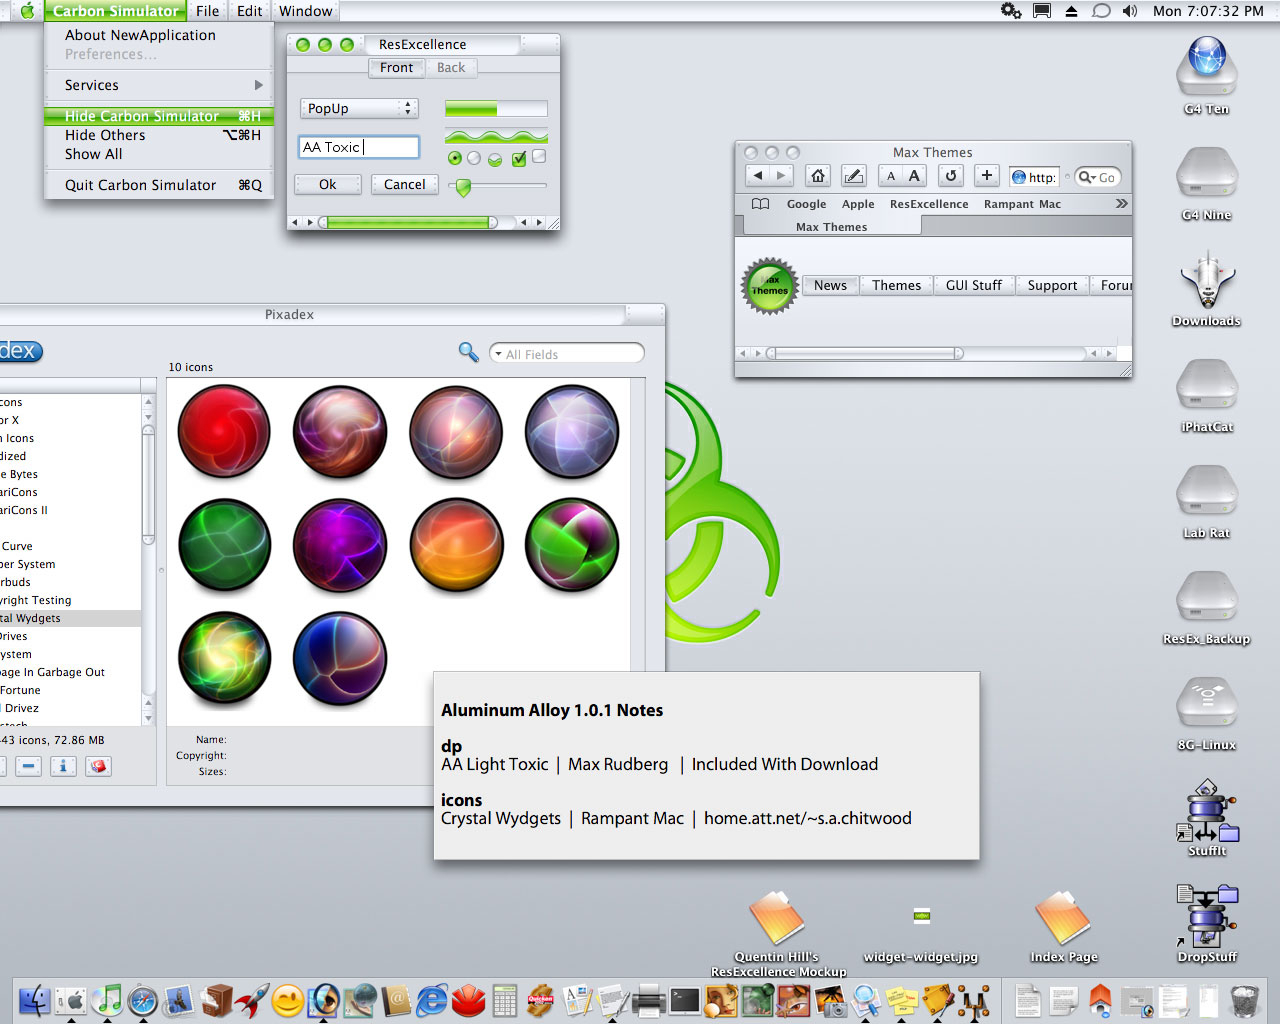 Carbon Simulator File Edit Window
Mon 7:07:32 PM
About NewApplication
Preferences...
Services
Hide Carbon Simulator ⌘H
Hide Others ⌥⌘H
Show All
Quit Carbon Simulator ⌘Q
ResExcellence
Front Back
PopUp
AA Toxic
Ok Cancel
Max Themes
A A
http:
Go
Google Apple ResExcellence Rampant Mac »
Max Themes
Max
Themes
News Themes GUI Stuff Support Foru
Pixadex
dex
All Fields
10 icons
cons
or X
n Icons
dized
e Bytes
ariCons
ariCons II
Curve
per System
rbuds
yright Testing
tal Wydgets
Drives
ystem
page In Garbage Out
Fortune
l Drivez
43 icons, 72.86 MB
Name:
Copyright:
Sizes:
Aluminum Alloy 1.0.1 Notes
dp
AA Light Toxic | Max Rudberg | Included With Download
icons
Crystal Wydgets | Rampant Mac | home.att.net/~s.a.chitwood
G4 Ten
G4 Nine
Downloads
iPhatCat
Lab Rat
ResEx_Backup
8G-Linux
StuffIt
DropStuff
Quentin Hill's
ResExcellence Mockup
widget-widget.jpg
Index Page
Quicken